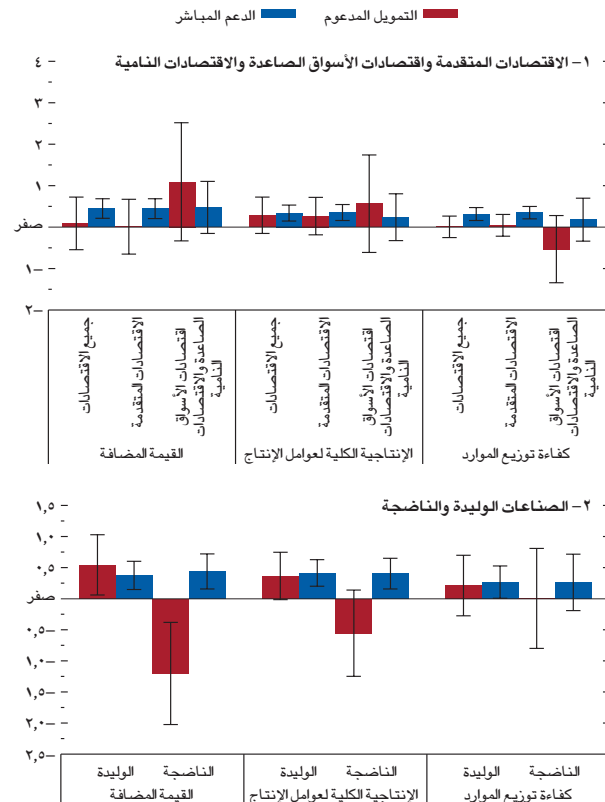 التمويل المدعوم الدعم المباشر
١- الاقتصادات المتقدمة واقتصادات الأسواق الصاعدة والاقتصادات النامية
٤
٣
٢
١
صفر
١–
٢–
جميع الاقتصادات
الاقتصادات المتقدمة
اقتصادات الأسواق
الصاعدة والاقتصادات
النامية
جميع الاقتصادات
الاقتصادات المتقدمة
اقتصادات الأسواق
الصاعدة والاقتصادات
النامية
جميع الاقتصادات
الاقتصادات المتقدمة
اقتصادات الأسواق
الصاعدة والاقتصادات
النامية
القيمة المضافة
الإنتاجية الكلية لعوامل الإنتاج
كفاءة توزيع الموارد
٢- الصناعات الوليدة والناضجة
١,٥
١,٠
٠,٥
صفر
٠,٥–
١,٠–
١,٥–
٢,٠–
٢,٥–
الوليدة
الناضجة
الوليدة
الناضجة
الوليدة
الناضجة
القيمة المضافة
الإنتاجية الكلية لعوامل الإنتاج
كفاءة توزيع الموارد